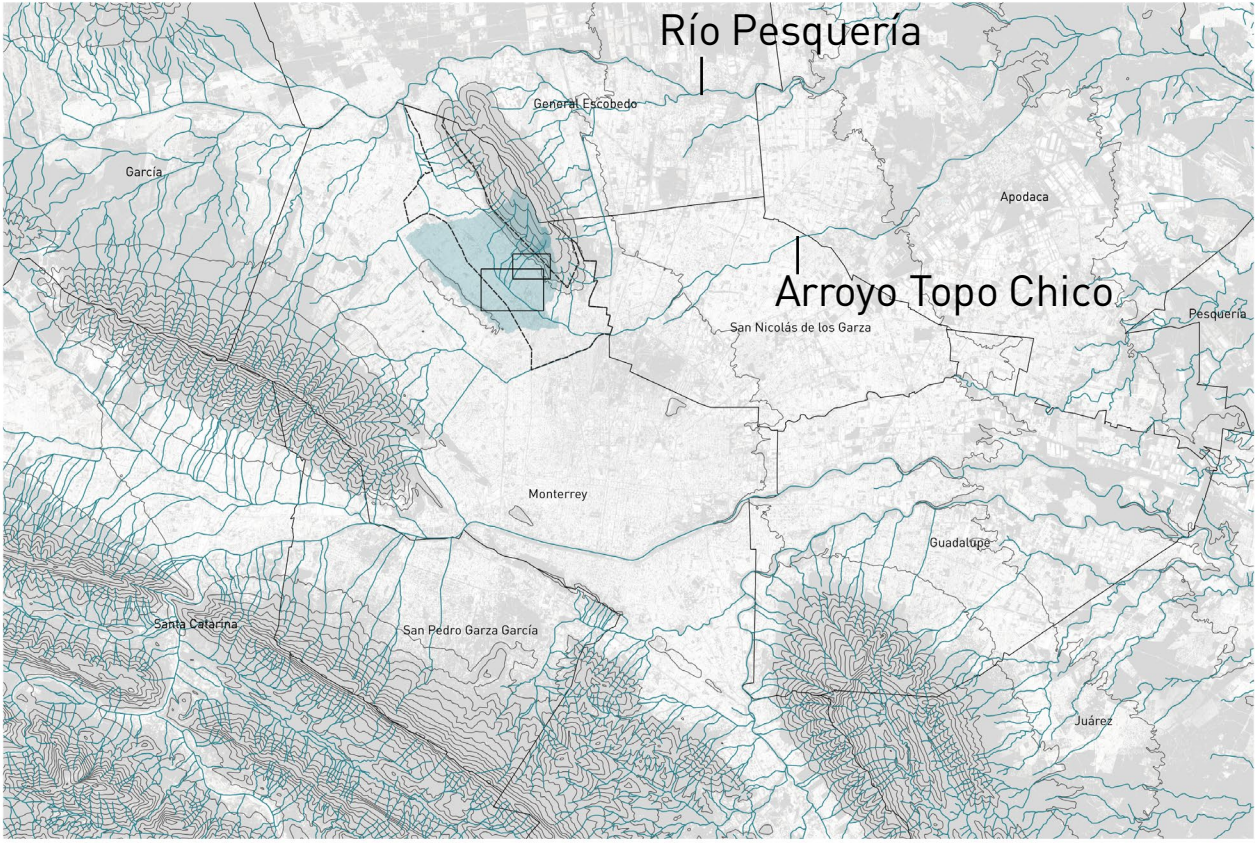 Río Pesquería
General Escobedo
García
Apodaca
Arroyo Topo Chico
Pesquería
San Nicolás de los Garza
Monterrey
Guadalupe
Santa Catarina
San Pedro Garza García
Juárez